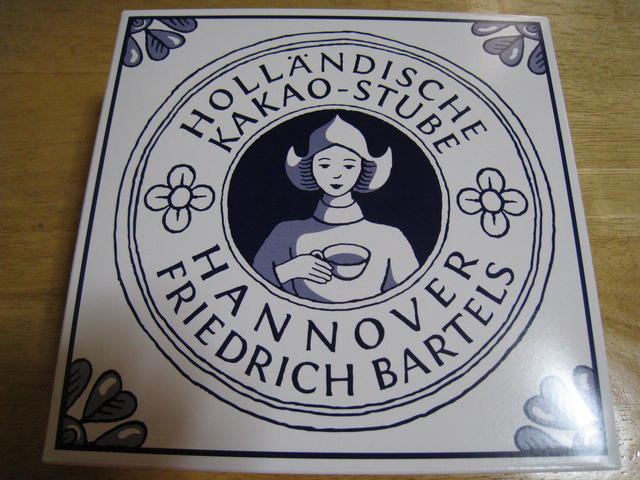 HOLLÄNDISCHE
KAKAO-STUBE
HANNOVER
FRIEDRICH BARTELS